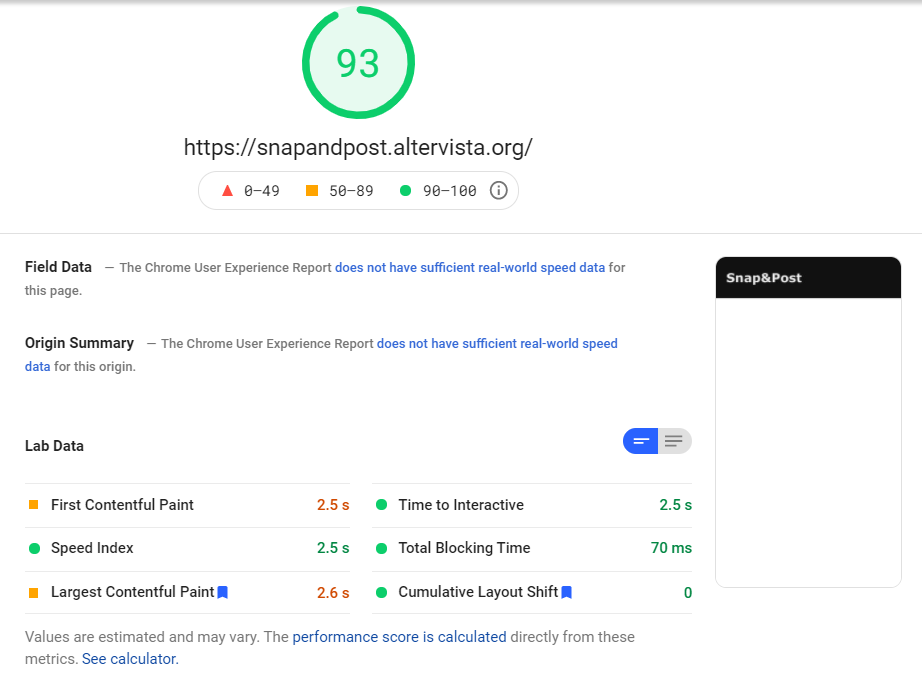 93
https://snapandpost.altervista.org/
0–49 50–89 90–100
Field Data — The Chrome User Experience Report does not have sufficient real-world speed data for
this page.
Snap&Post
Origin Summary — The Chrome User Experience Report does not have sufficient real-world speed
data for this origin.
Lab Data
First Contentful Paint 2.5 s
Time to Interactive 2.5 s
Speed Index 2.5 s
Total Blocking Time 70 ms
Largest Contentful Paint 2.6 s
Cumulative Layout Shift 0
Values are estimated and may vary. The performance score is calculated directly from these
metrics. See calculator.